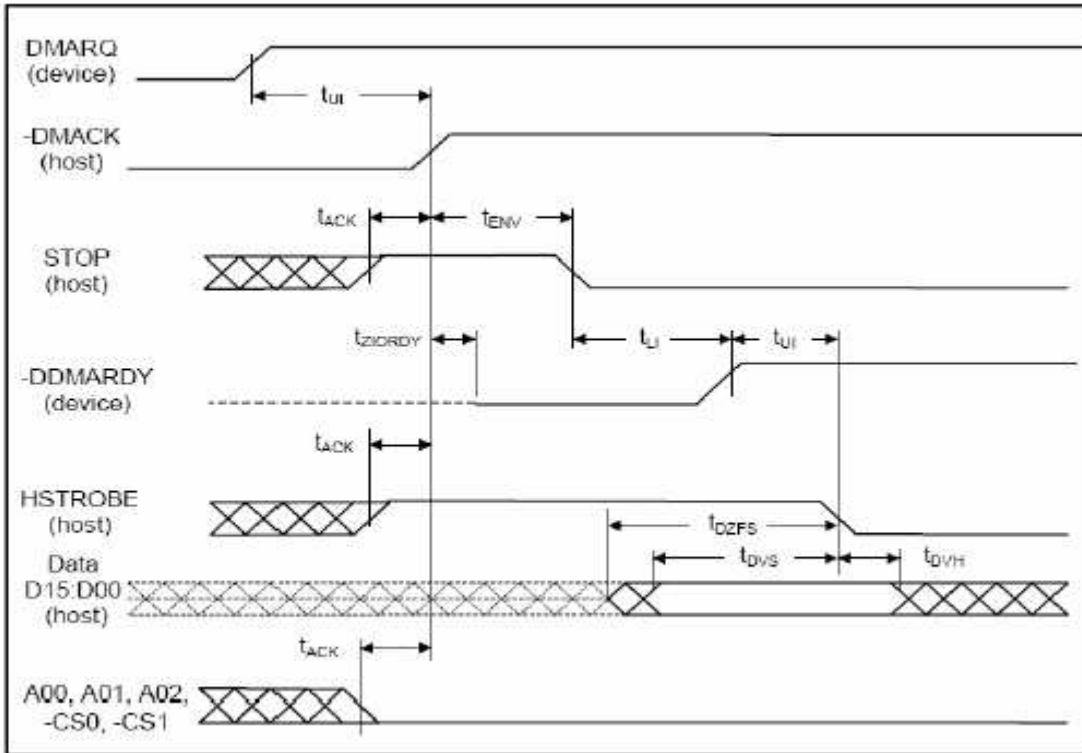 DMARQ
(device)
tUI
-DMACK
(host)
tACK
tENV
STOP
(host)
tZIORDY
tLI
tUI
-DDMARDY
(device)
tACK
HSTROBE
(host)
tDZFS
tDVS
tDVH
Data
D15:D00
(host)
tACK
A00, A01, A02,
-CS0, -CS1